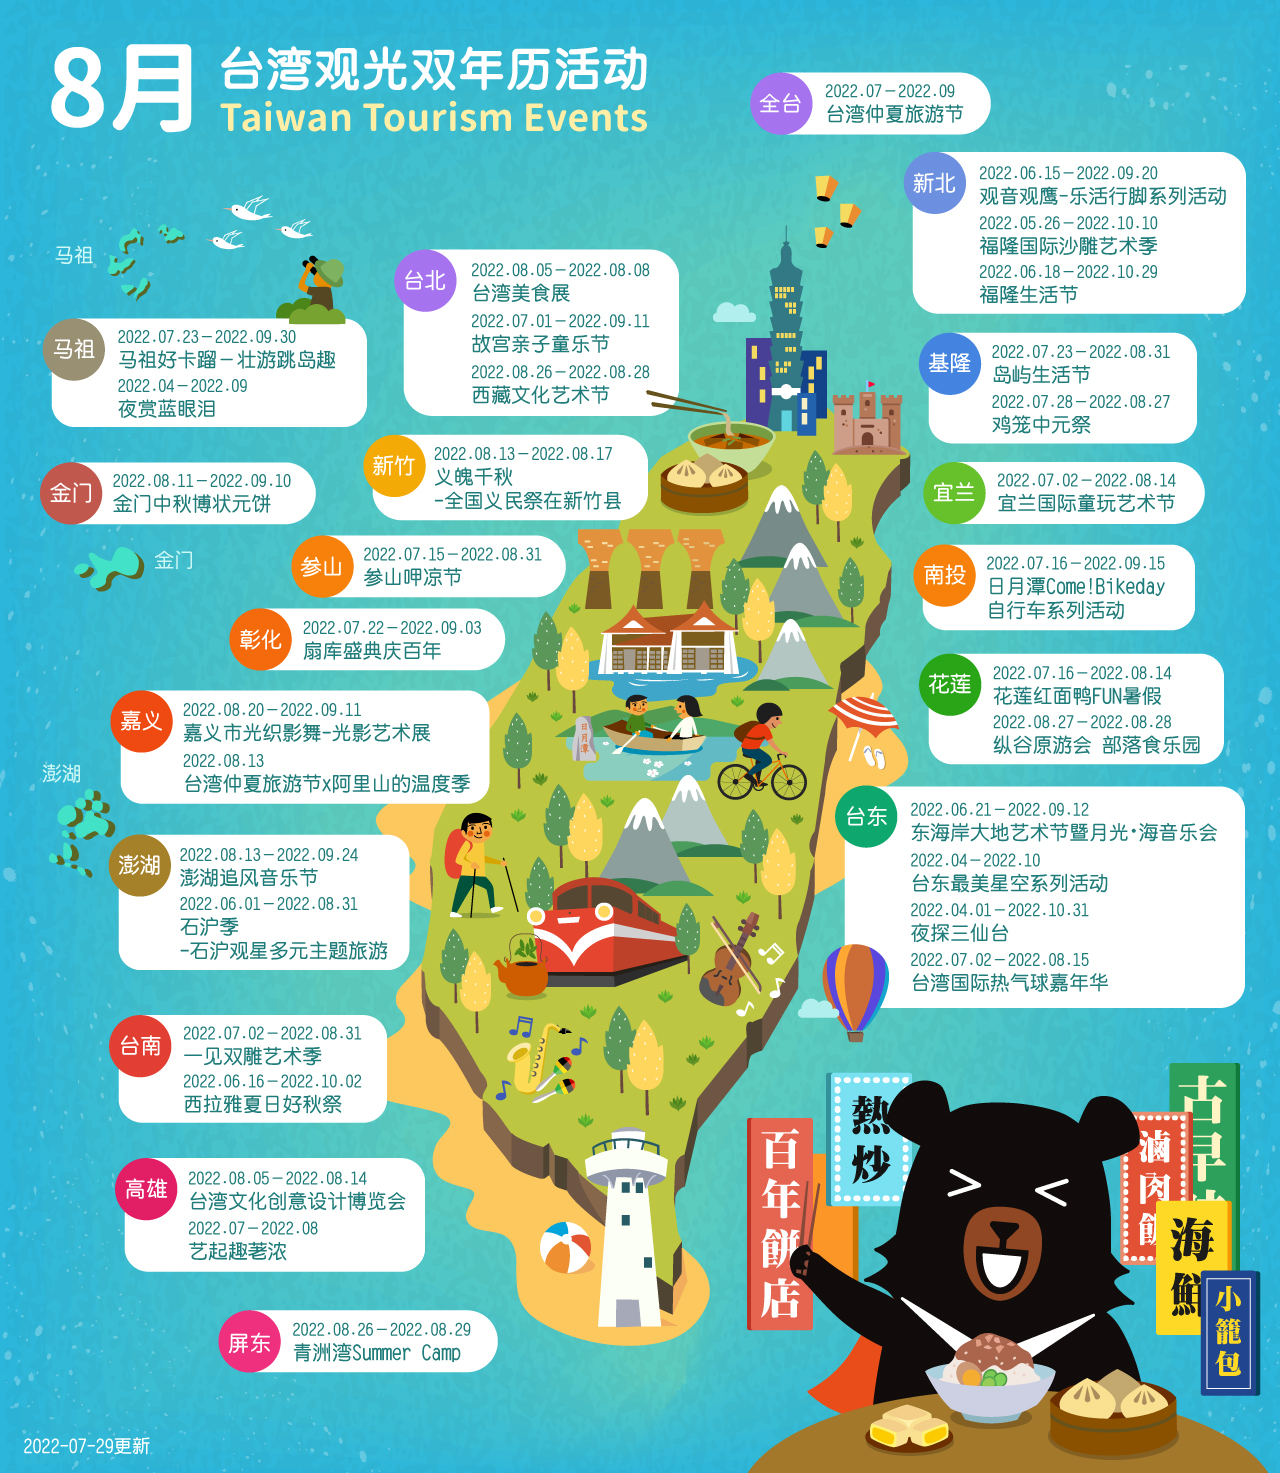 8月 台湾观光双年历活动
Taiwan Tourism Events
全台
2022.07－2022.09
台湾仲夏旅游节
新北
2022.06.15－2022.09.20
观音观鹰-乐活行脚系列活动
2022.05.26－2022.10.10
福隆国际沙雕艺术季
2022.06.18－2022.10.29
福隆生活节
马祖
马祖
2022.07.23－2022.09.30
马祖好卡蹓－壮游跳岛趣
2022.04－2022.09
夜赏蓝眼泪
台北
2022.08.05－2022.08.08
台湾美食展
2022.07.01－2022.09.11
故宫亲子童乐节
2022.08.26－2022.08.28
西藏文化艺术节
基隆
2022.07.23－2022.08.31
岛屿生活节
2022.07.28－2022.08.27
鸡笼中元祭
金门
2022.08.11－2022.09.10
金门中秋博状元饼
金门
新竹
2022.08.13－2022.08.17
义魄千秋
-全国义民祭在新竹县
宜兰
2022.07.02－2022.08.14
宜兰国际童玩艺术节
参山
2022.07.15－2022.08.31
参山呷凉节
南投
2022.07.16－2022.09.15
日月潭Come!Bikeday
自行车系列活动
彰化
2022.07.22－2022.09.03
扇库盛典庆百年
花莲
2022.07.16－2022.08.14
花莲红面鸭FUN暑假
2022.08.27－2022.08.28
纵谷原游会 部落食乐园
嘉义
2022.08.20－2022.09.11
嘉义市光织影舞-光影艺术展
2022.08.13
台湾仲夏旅游节x阿里山的温度季
日月潭
澎湖
澎湖
2022.08.13－2022.09.24
澎湖追风音乐节
2022.06.01－2022.08.31
石沪季
-石沪观星多元主题旅游
台东
2022.06.21－2022.09.12
东海岸大地艺术节暨月光·海音乐会
2022.04－2022.10
台东最美星空系列活动
2022.04.01－2022.10.31
夜探三仙台
2022.07.02－2022.08.15
台湾国际热气球嘉年华
台南
2022.07.02－2022.08.31
一见双雕艺术季
2022.06.16－2022.10.02
西拉雅夏日好秋祭
高雄
2022.08.05－2022.08.14
台湾文化创意设计博览会
2022.07－2022.08
艺起趣荖浓
屏东
2022.08.26－2022.08.29
青洲湾Summer Camp
百年餅店
熱炒
古早
滷肉飯
海鮮
小籠包
2022-07-29更新